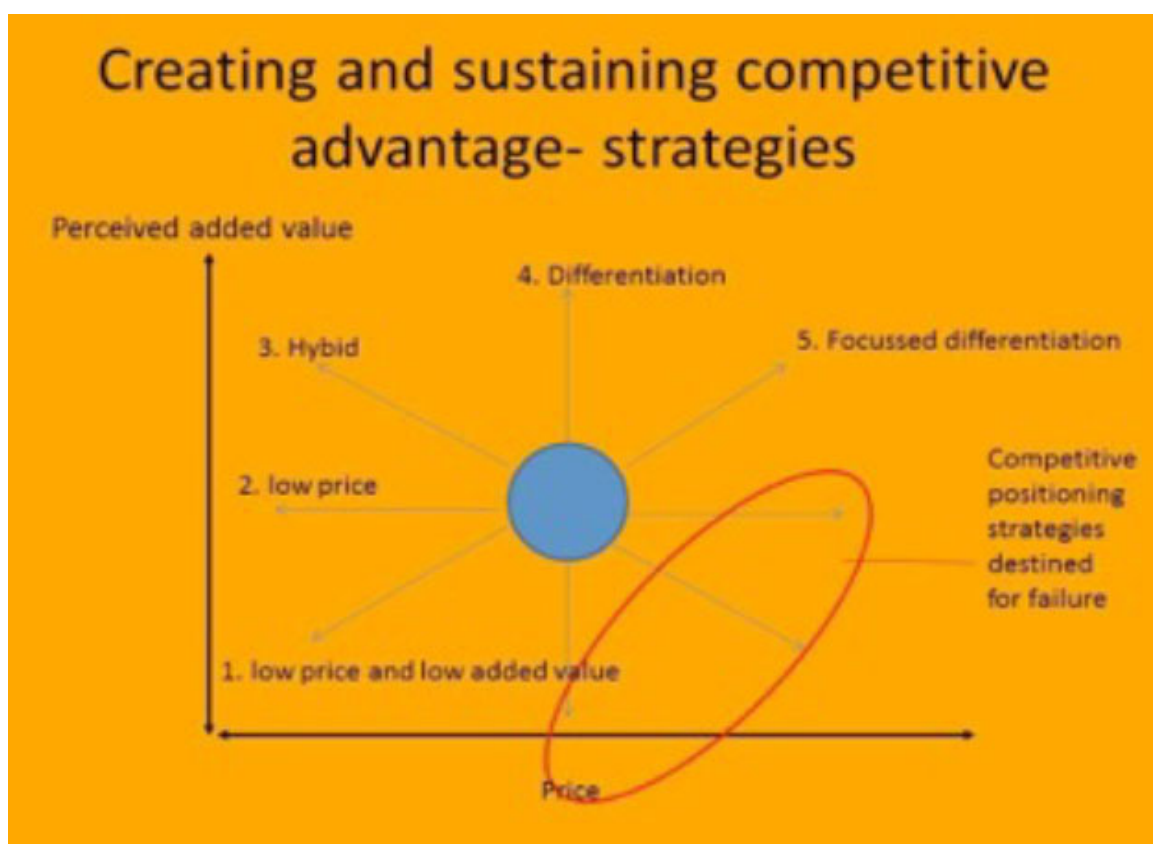 Creating and sustaining competitive
advantage- strategies
Perceived added value
4. Differentiation
3. Hybid
5. Focussed differentiation
2. low price
Competitive
positioning
strategies
destined
for failure
1. low price and low added value
Price